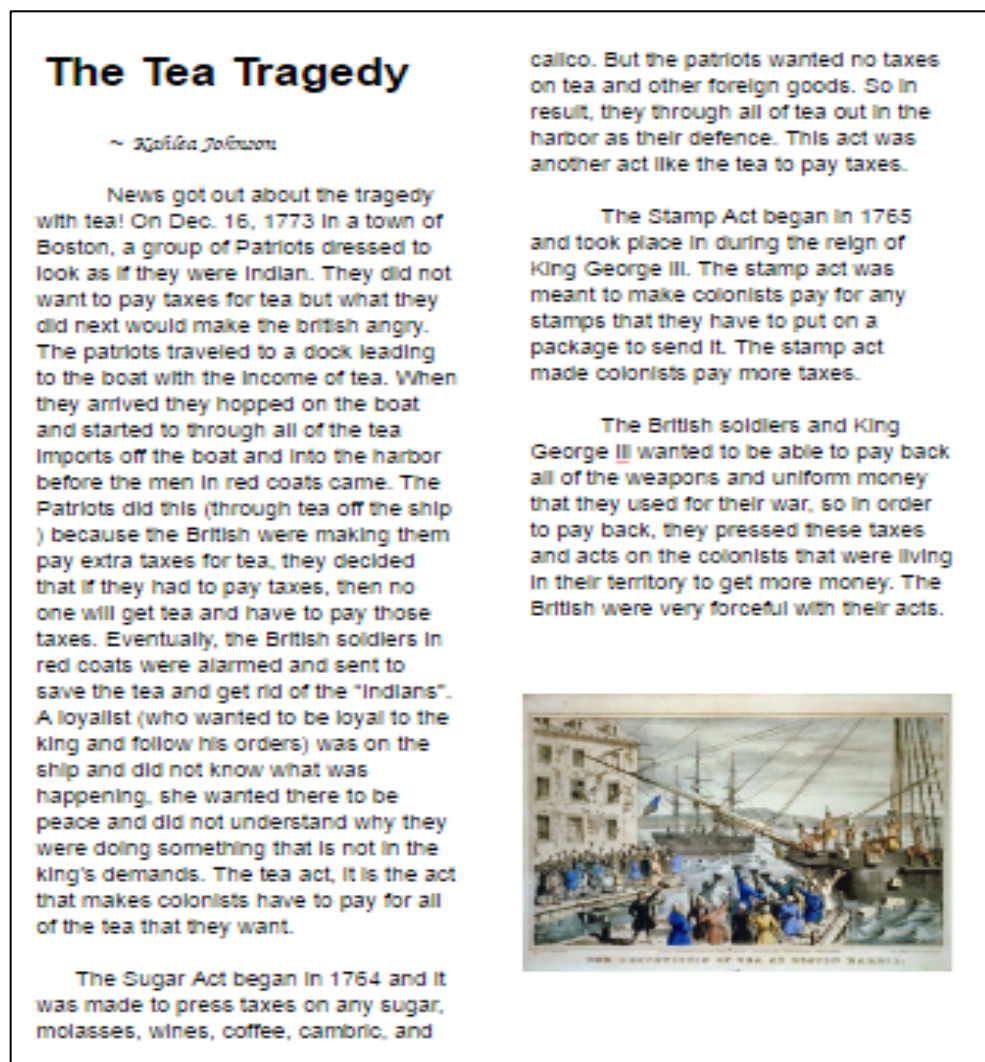 The Tea Tragedy
~ Kahlea Johnson
News got out about the tragedy
with tea! On Dec. 16, 1773 in a town of
Boston, a group of Patriots dressed to
look as if they were Indian. They did not
want to pay taxes for tea but what they
did next would make the british angry.
The patriots traveled to a dock leading
to the boat with the income of tea. When
they arrived they hopped on the boat
and started to through all of the tea
imports off the boat and into the harbor
before the men in red coats came. The
Patriots did this (through tea off the ship
) because the British were making them
pay extra taxes for tea, they decided
that if they had to pay taxes, then no
one will get tea and have to pay those
taxes. Eventually, the British soldiers in
red coats were alarmed and sent to
save the tea and get rid of the "Indians".
A loyalist (who wanted to be loyal to the
king and follow his orders) was on the
ship and did not know what was
happening, she wanted there to be
peace and did not understand why they
were doing something that is not in the
king's demands. The tea act, it is the act
that makes colonists have to pay for all
of the tea that they want.
The Sugar Act began in 1764 and it
was made to press taxes on any sugar,
molasses, wines, coffee, cambric, and
calico. But the patriots wanted no taxes
on tea and other foreign goods. So in
result, they through all of tea out in the
harbor as their defence. This act was
another act like the tea to pay taxes.
The Stamp Act began in 1765
and took place in during the reign of
King George III. The stamp act was
meant to make colonists pay for any
stamps that they have to put on a
package to send it. The stamp act
made colonists pay more taxes.
The British soldiers and King
George III wanted to be able to pay back
all of the weapons and uniform money
that they used for their war, so in order
to pay back, they pressed these taxes
and acts on the colonists that were living
in their territory to get more money. The
British were very forceful with their acts.
THE DESTRUCTION OF TEA AT BOSTON HARBOR.